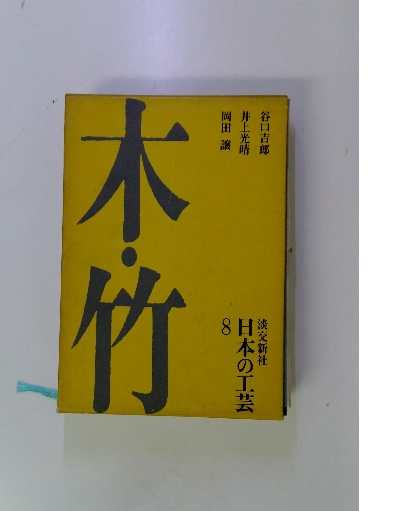 谷口吉郎
井上光晴
岡田 譲
木・竹
淡交新社
日本の工芸
8